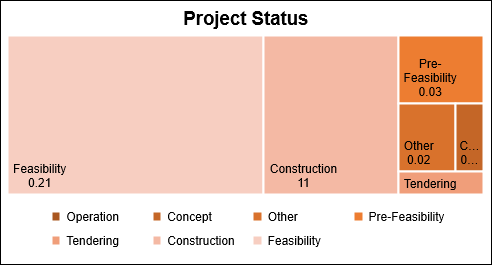 Project Status
Pre-
Feasibility
0.03
Other
0.02
C...
0...
Feasibility
0.21
Construction
11
Tendering
Operation
Concept
Other
Pre-Feasibility
Tendering
Construction
Feasibility